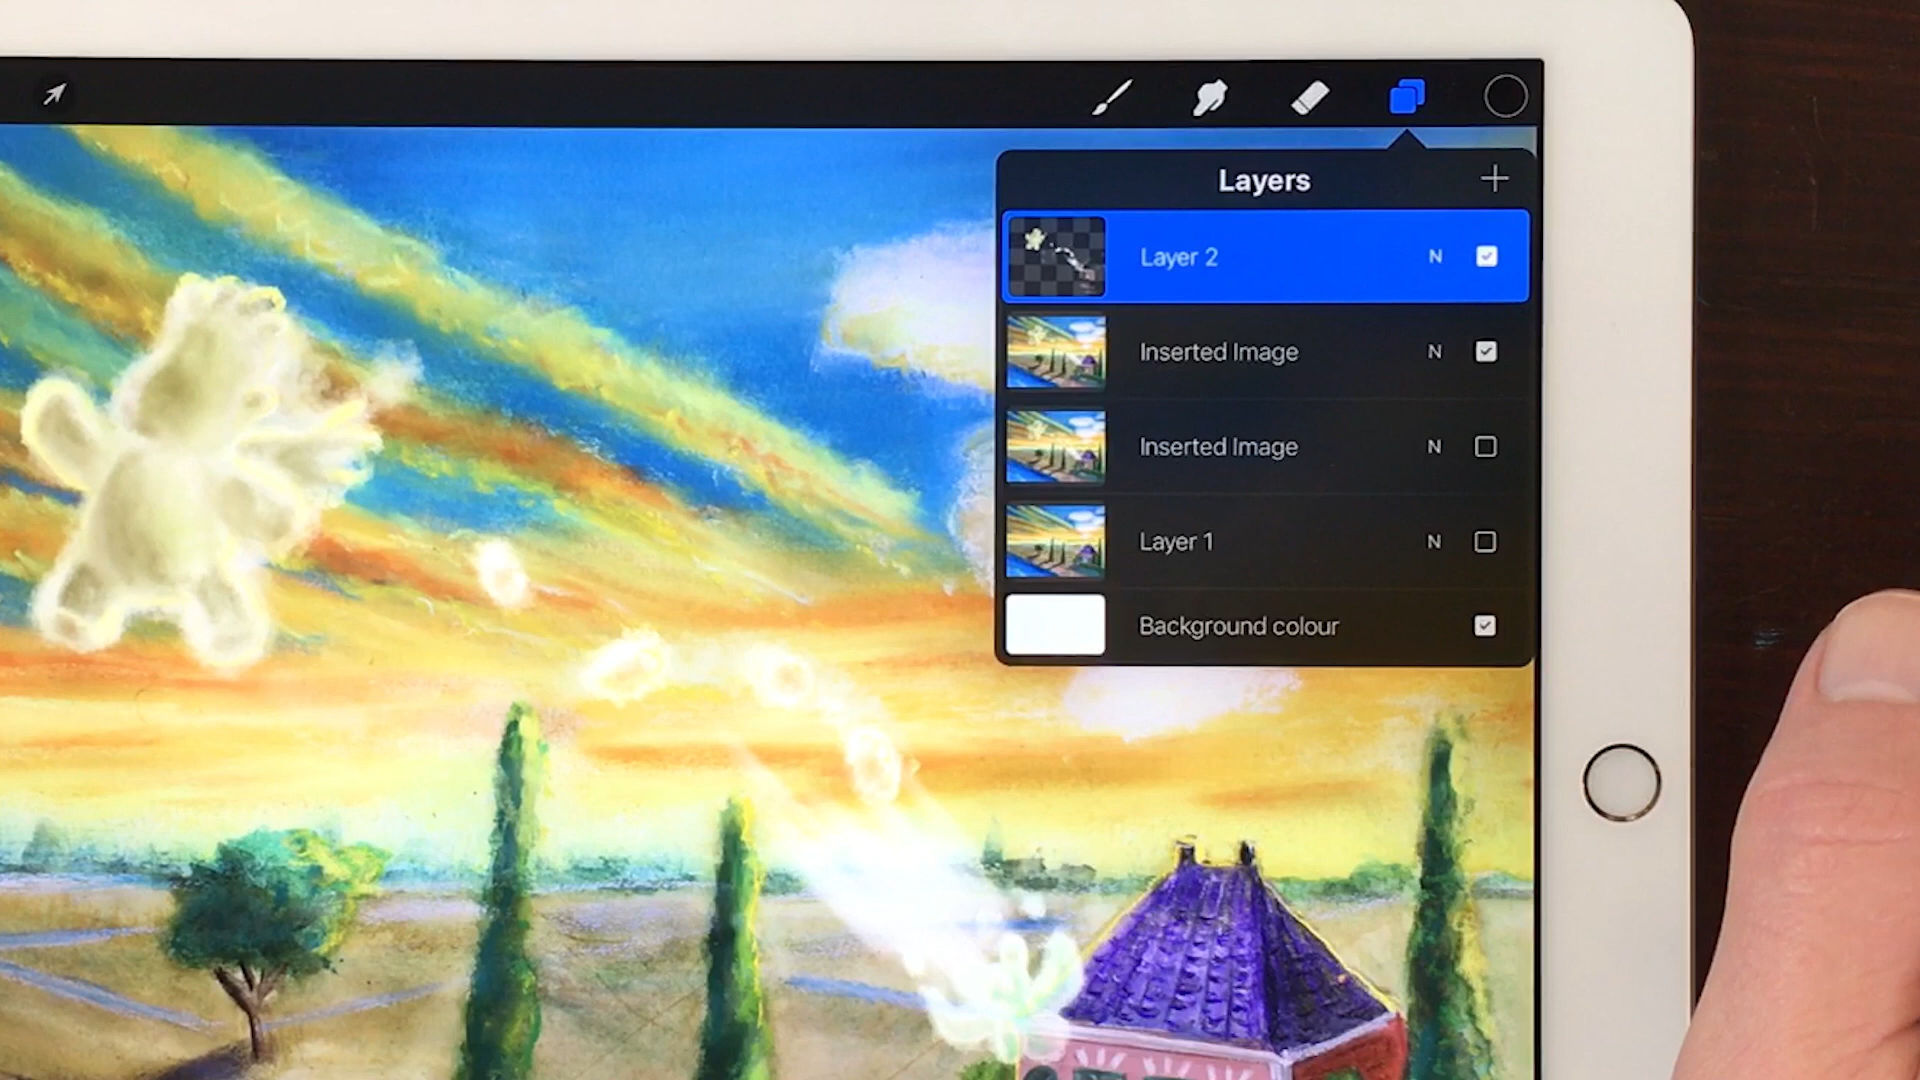 Layers
Layer 2 N
Inserted Image N
Inserted Image N
Layer 1 N
Background colour